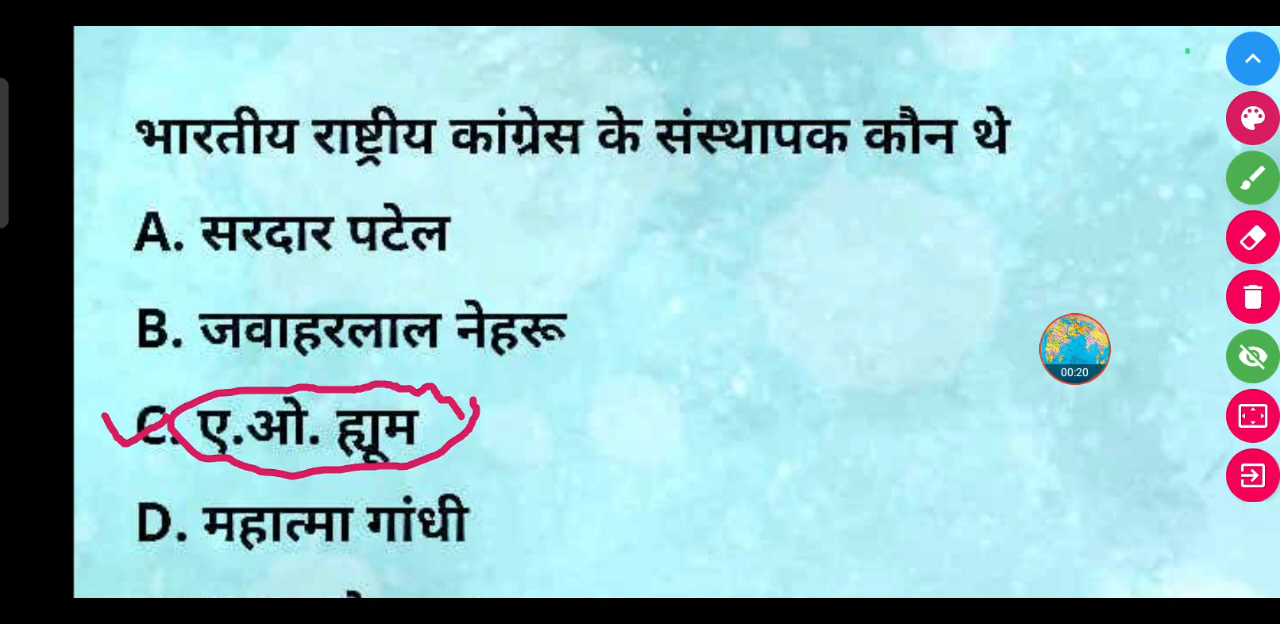 भारतीय राष्ट्रीय कांग्रेस के संस्थापक कौन थे
A. सरदार पटेल
B. जवाहरलाल नेहरू
C. ए.ओ. ह्यूम
00:20
D. महात्मा गांधी